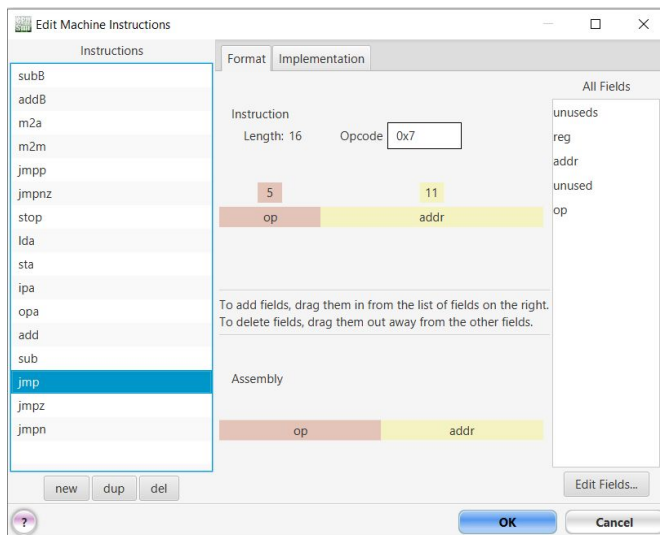 Edit Machine Instructions
Instructions
subB
addB
m2a
m2m
jmpp
jmpnz
stop
lda
sta
ipa
opa
add
sub
jmp
jmpz
jmpn
new dup del
Format Implementation
Instruction
Length: 16 Opcode 0x7
5 11
op addr
To add fields, drag them in from the list of fields on the right.
To delete fields, drag them out away from the other fields.
Assembly
op addr
All Fields
unuseds
reg
addr
unused
op
Edit Fields...
? OK Cancel